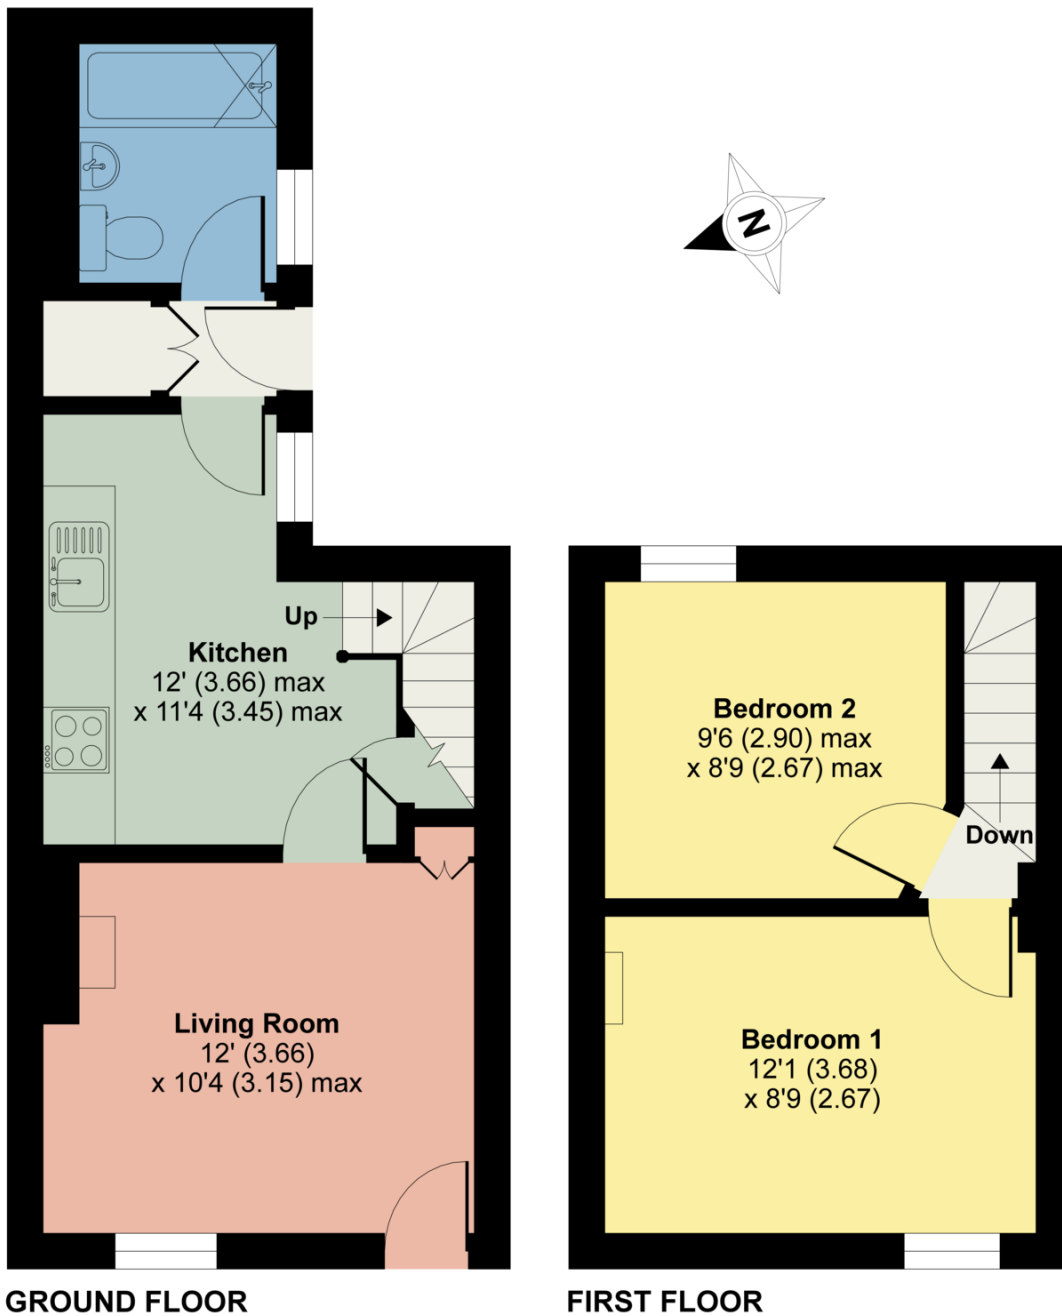 N
Up
Kitchen
12' (3.66) max
x 11'4 (3.45) max
Bedroom 2
9'6 (2.90) max
x 8'9 (2.67) max
Down
Living Room
12' (3.66)
x 10'4 (3.15) max
Bedroom 1
12'1 (3.68)
x 8'9 (2.67)
GROUND FLOOR
FIRST FLOOR